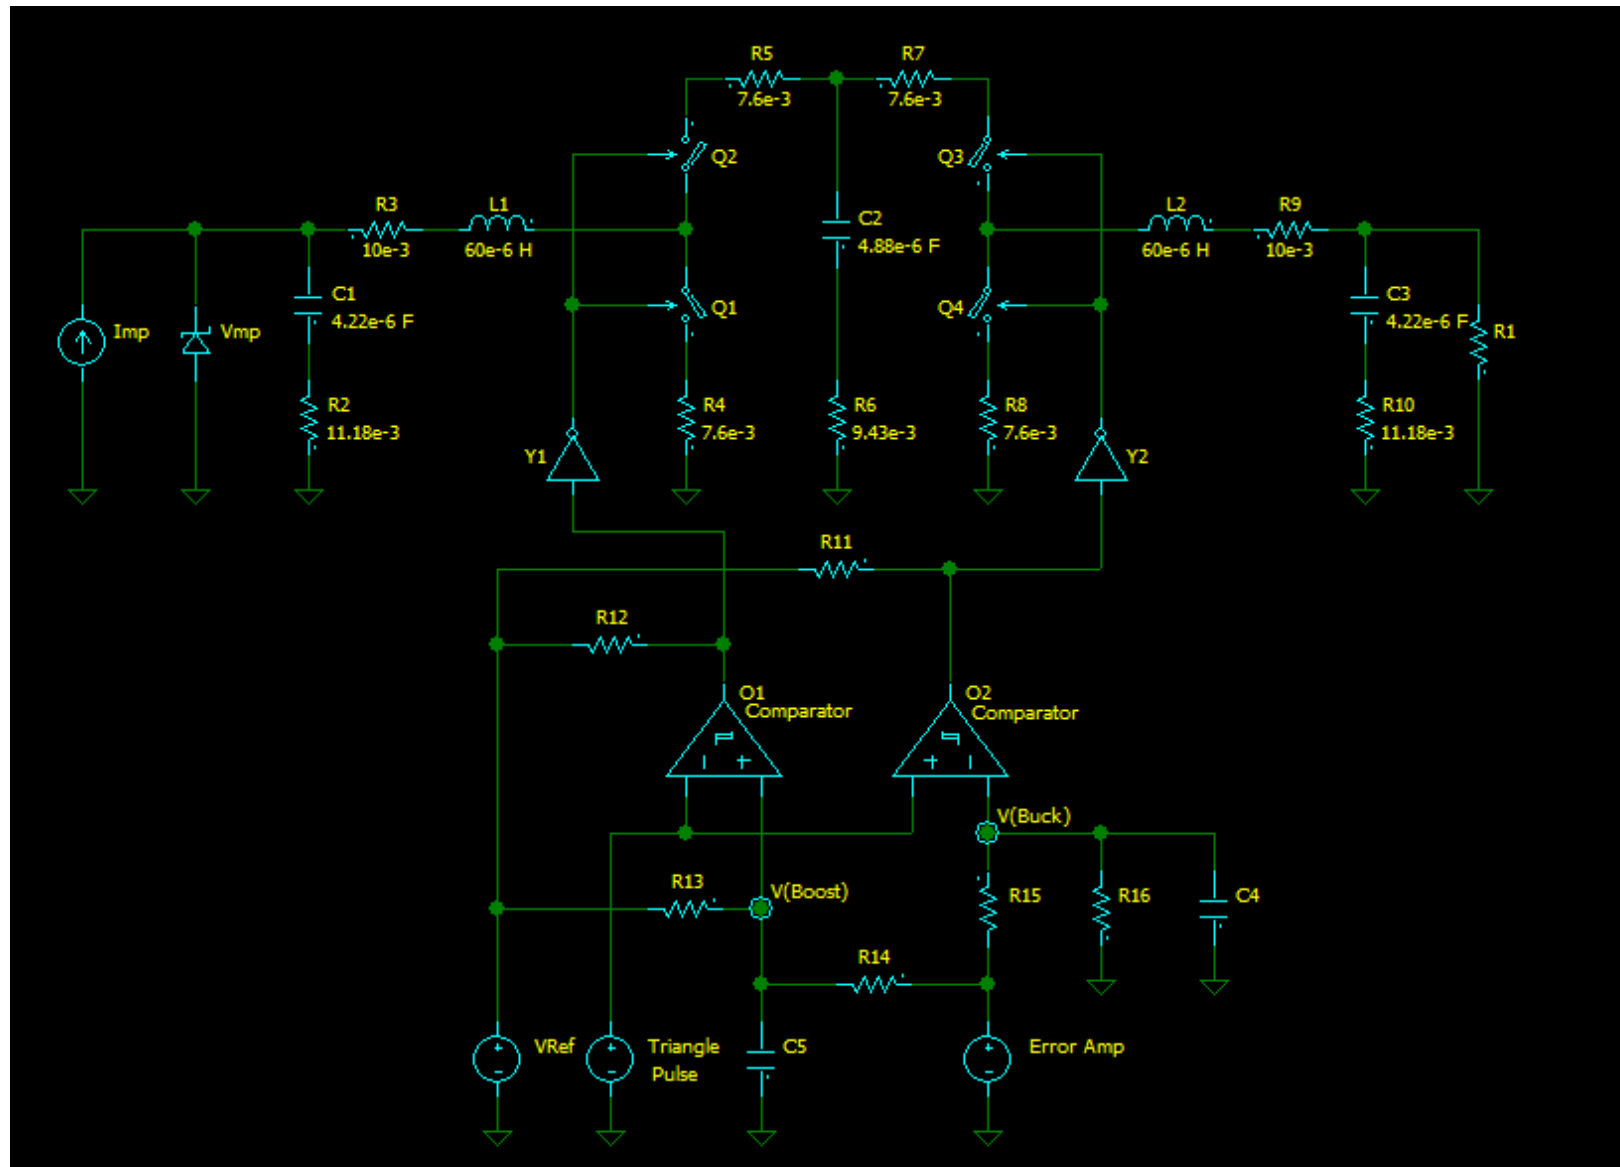 R5
R7
7.6e-3
7.6e-3
Q2
Q3
R3
L1
C2
L2
R9
10e-3
60e-6 H
4.88e-6 F
60e-6 H
10e-3
C1
Q1
Q4
C3
4.22e-6 F
4.22e-6 F
Imp
Vmp
R1
R2
R4
R6
R8
R10
11.18e-3
7.6e-3
9.43e-3
7.6e-3
11.18e-3
Y1
Y2
R11
R12
O1
Comparator
O2
Comparator
- +
+ -
V(Buck)
R13
V(Boost)
R15
R16
C4
R14
VRef
Triangle
Pulse
C5
Error Amp
+
-
+
-
+
-